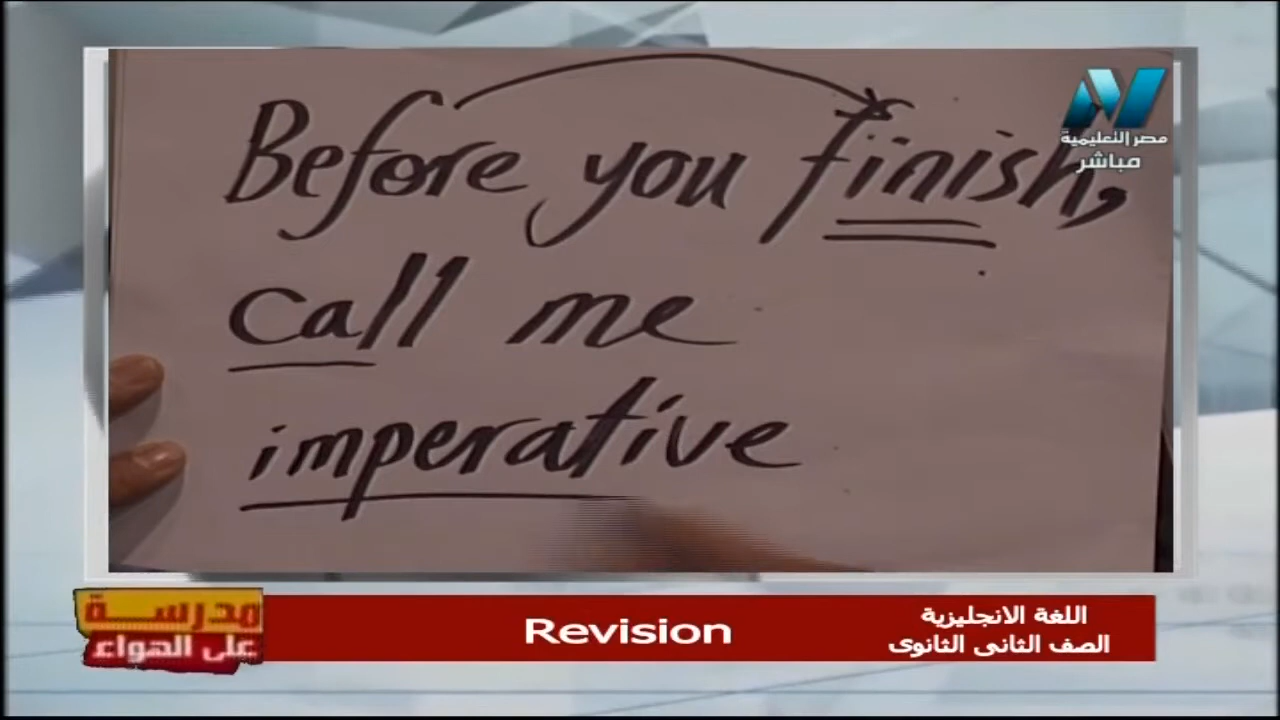 Before you finish,
call me
imperative
مصر التعليمية
مباشر
مدرسة
على الهواء
Revision
اللغة الانجليزية
الصف الثانى الثانوى